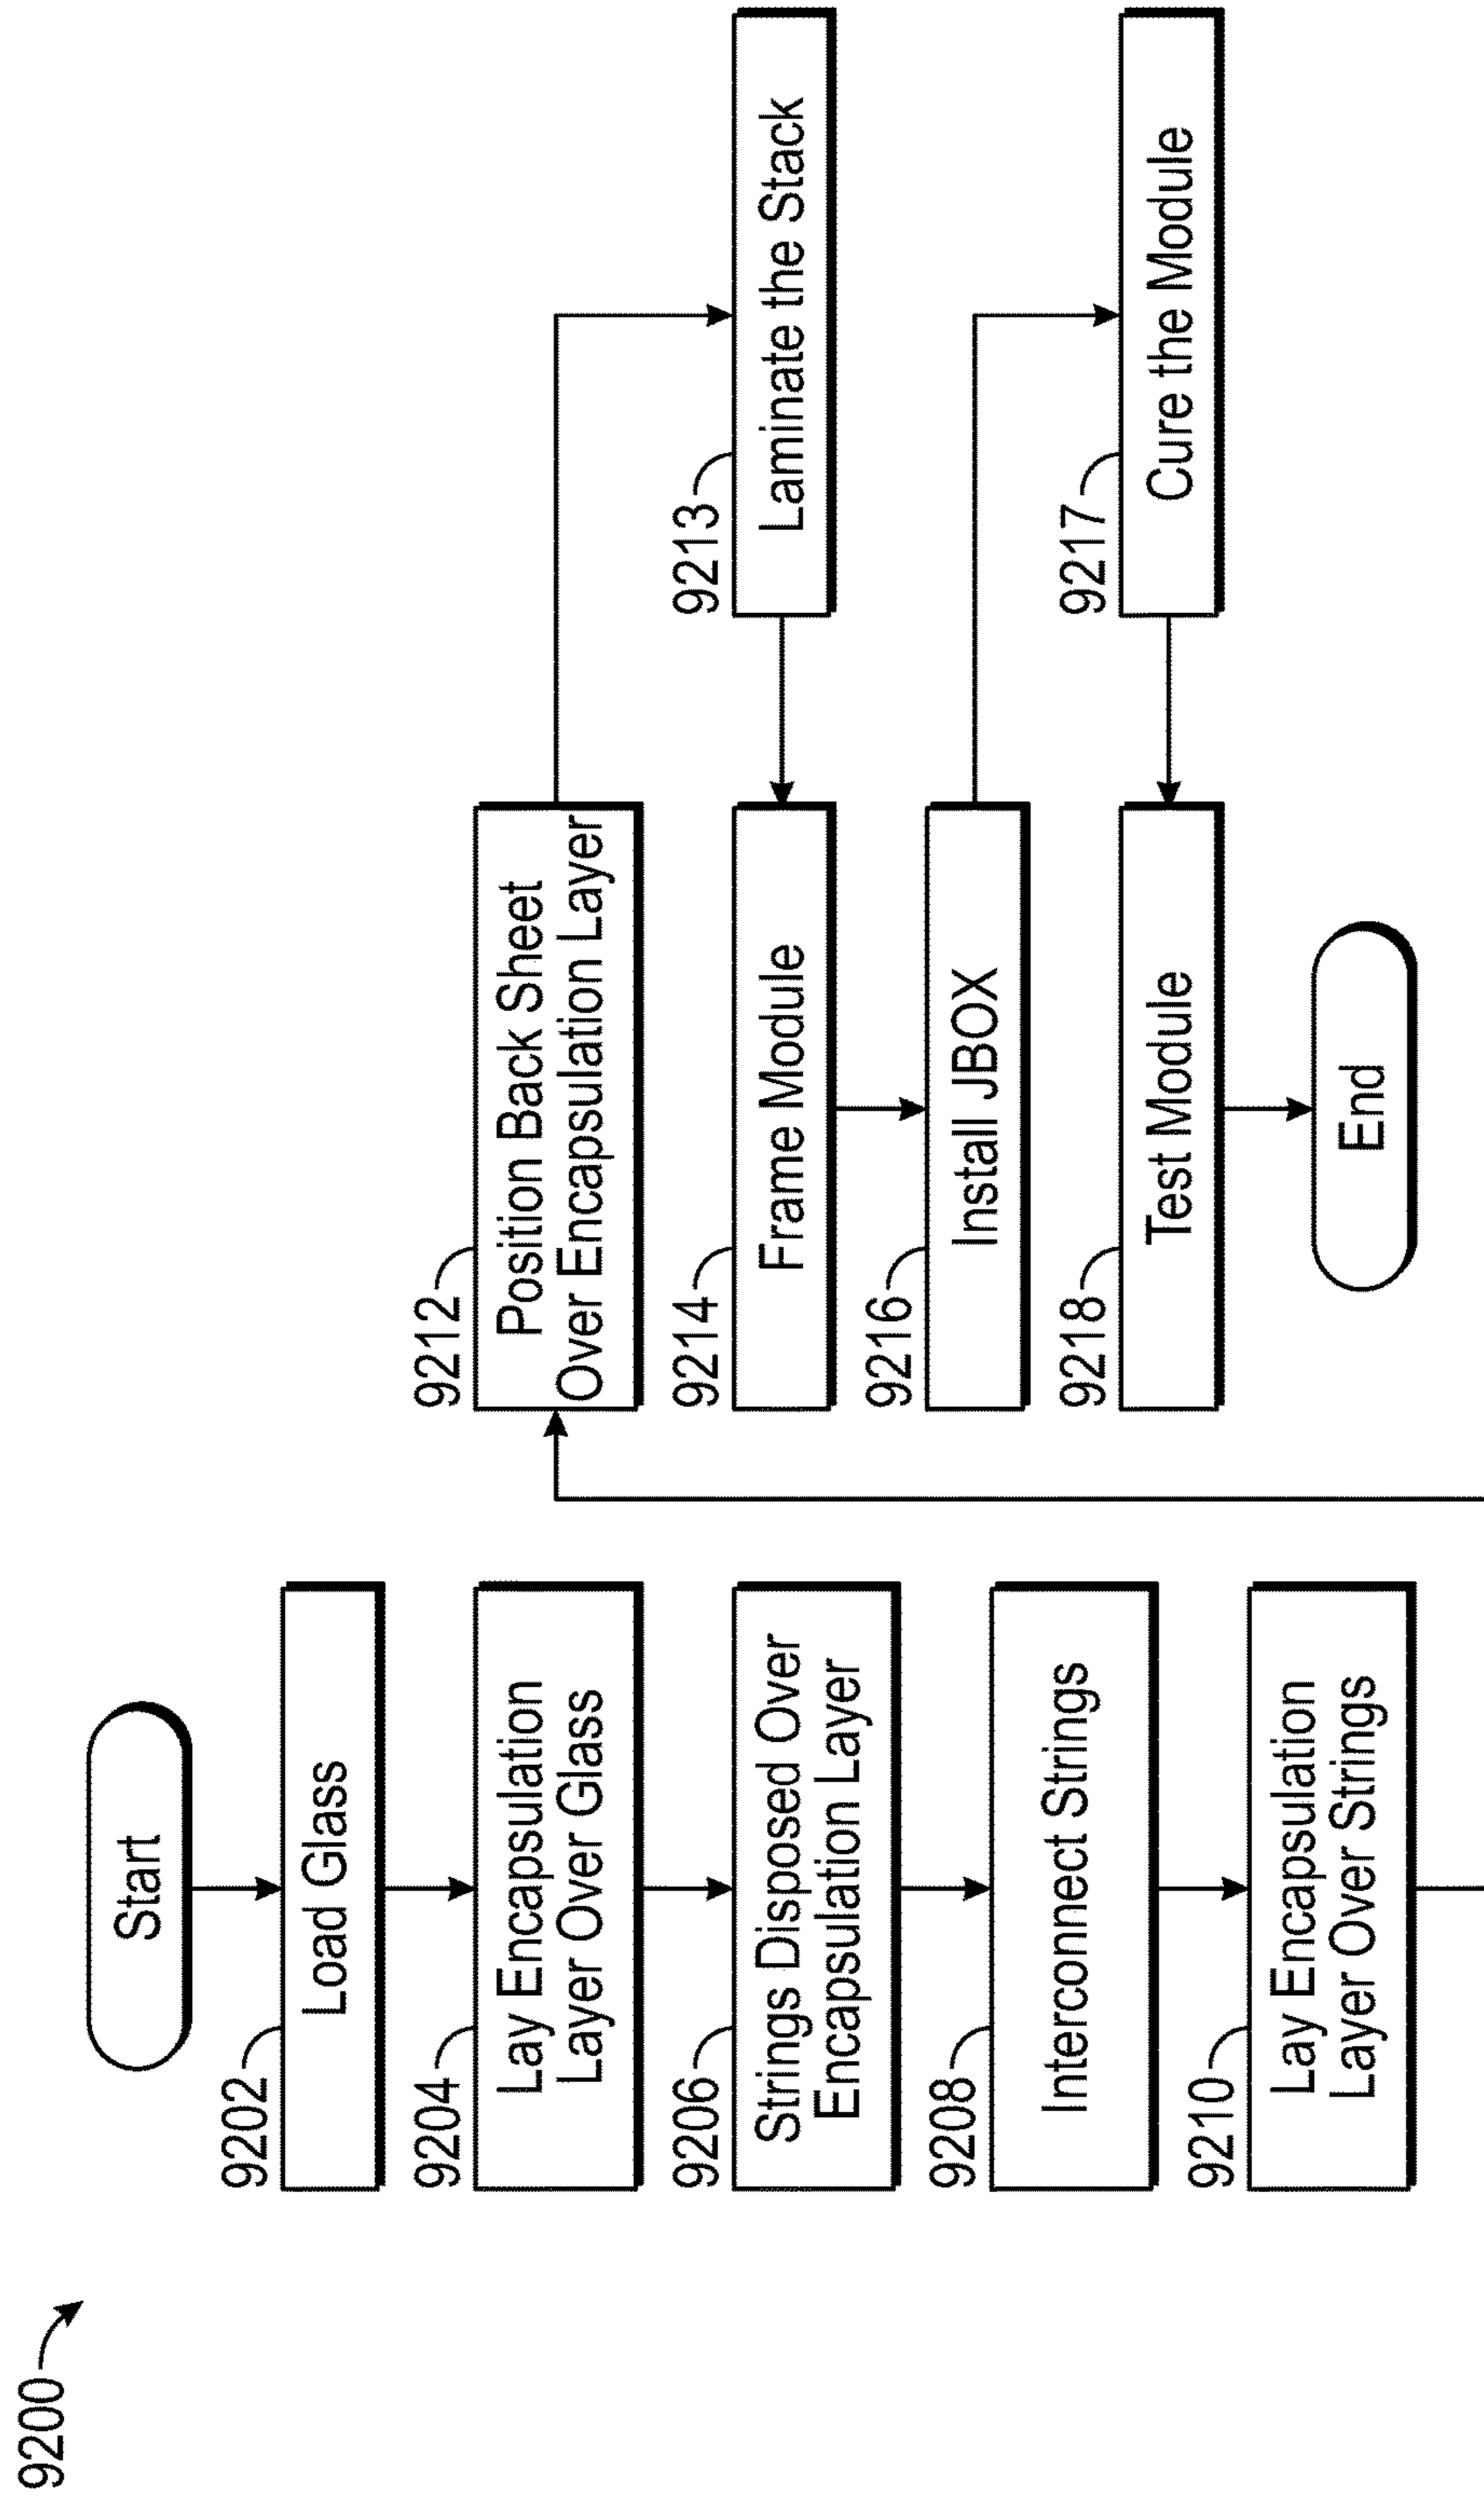 9200
Start
9202
Load Glass
9204
Lay Encapsulation
Layer Over Glass
9206
Strings Disposed Over
Encapsulation Layer
9208
Interconnect Strings
9210
Lay Encapsulation
Layer Over Strings
9212
Position Back Sheet
Over Encapsulation Layer
9213
Laminate the Stack
9214
Frame Module
9216
Install JBOX
9217
Cure the Module
9218
Test Module
End